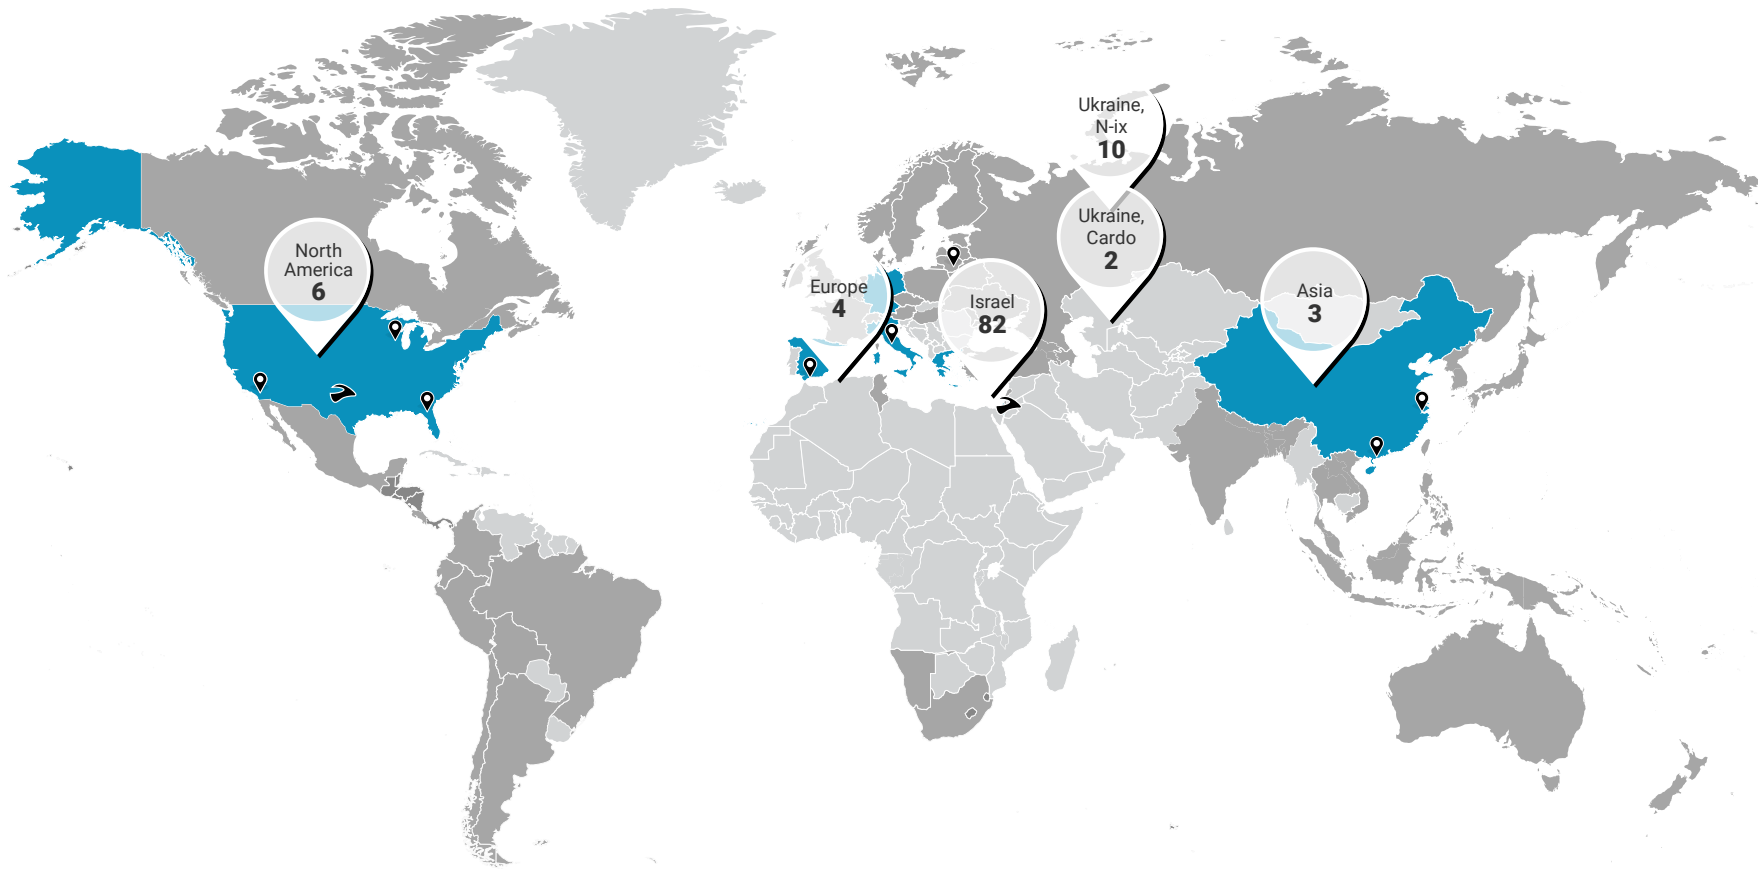 North
America
6
Europe
4
Israel
82
Ukraine,
N-ix
10
Ukraine,
Cardo
2
Asia
3